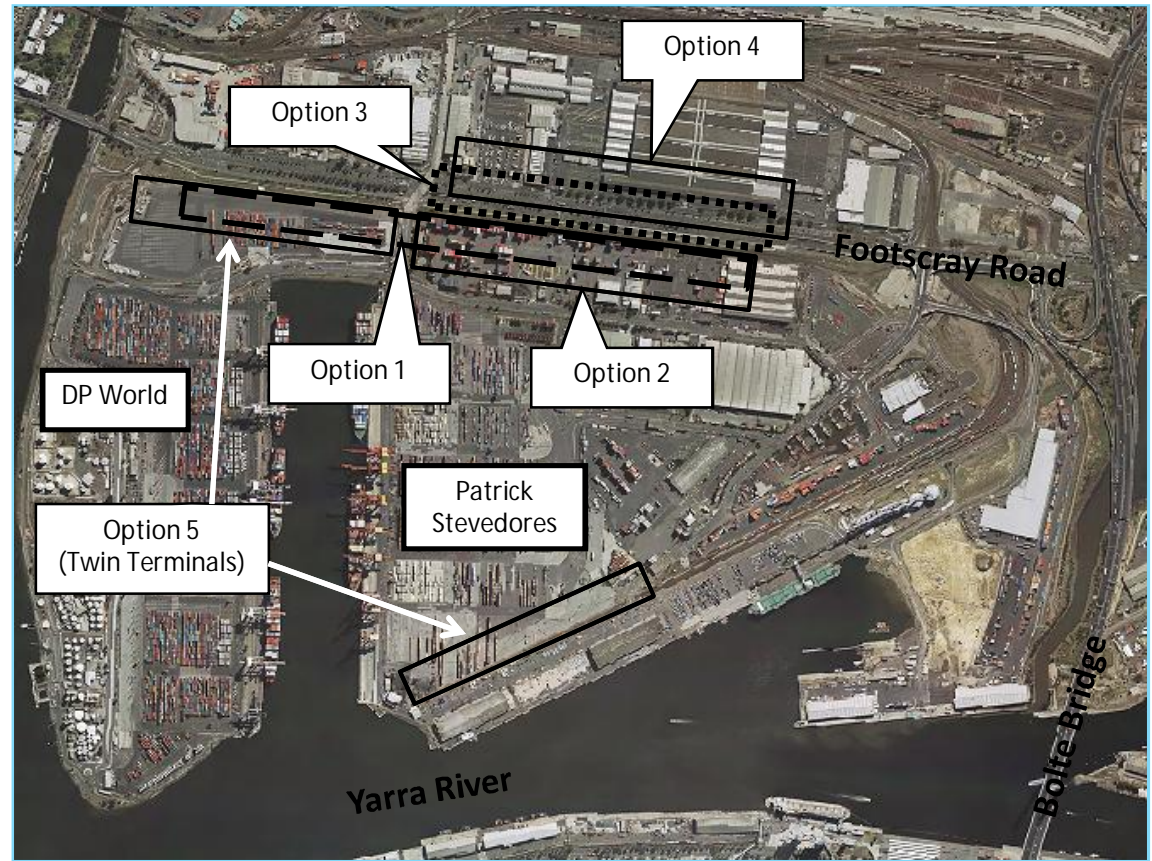 Option 4
Option 3
Footscray Road
Option 1
Option 2
DP World
Patrick
Stevedores
Option 5
(Twin Terminals)
Bolte Bridge
Yarra River